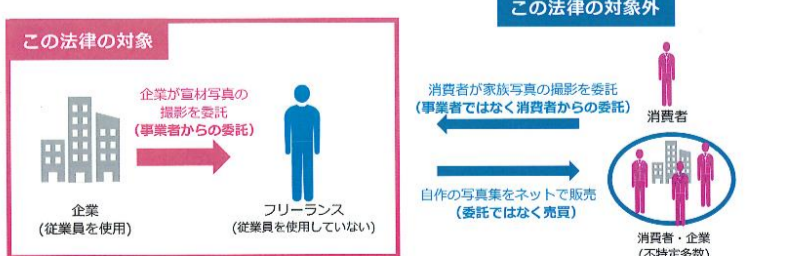 この法律の対象
企業が宣材写真の
撮影を委託
(事業者からの委託)
企業
(従業員を使用)
フリーランス
(従業員を使用していない)
この法律の対象外
消費者が家族写真の撮影を委託
(事業者ではなく消費者からの委託)
消費者
自作の写真集をネットで販売
(委託ではなく売買)
消費者・企業
(不特定多数)